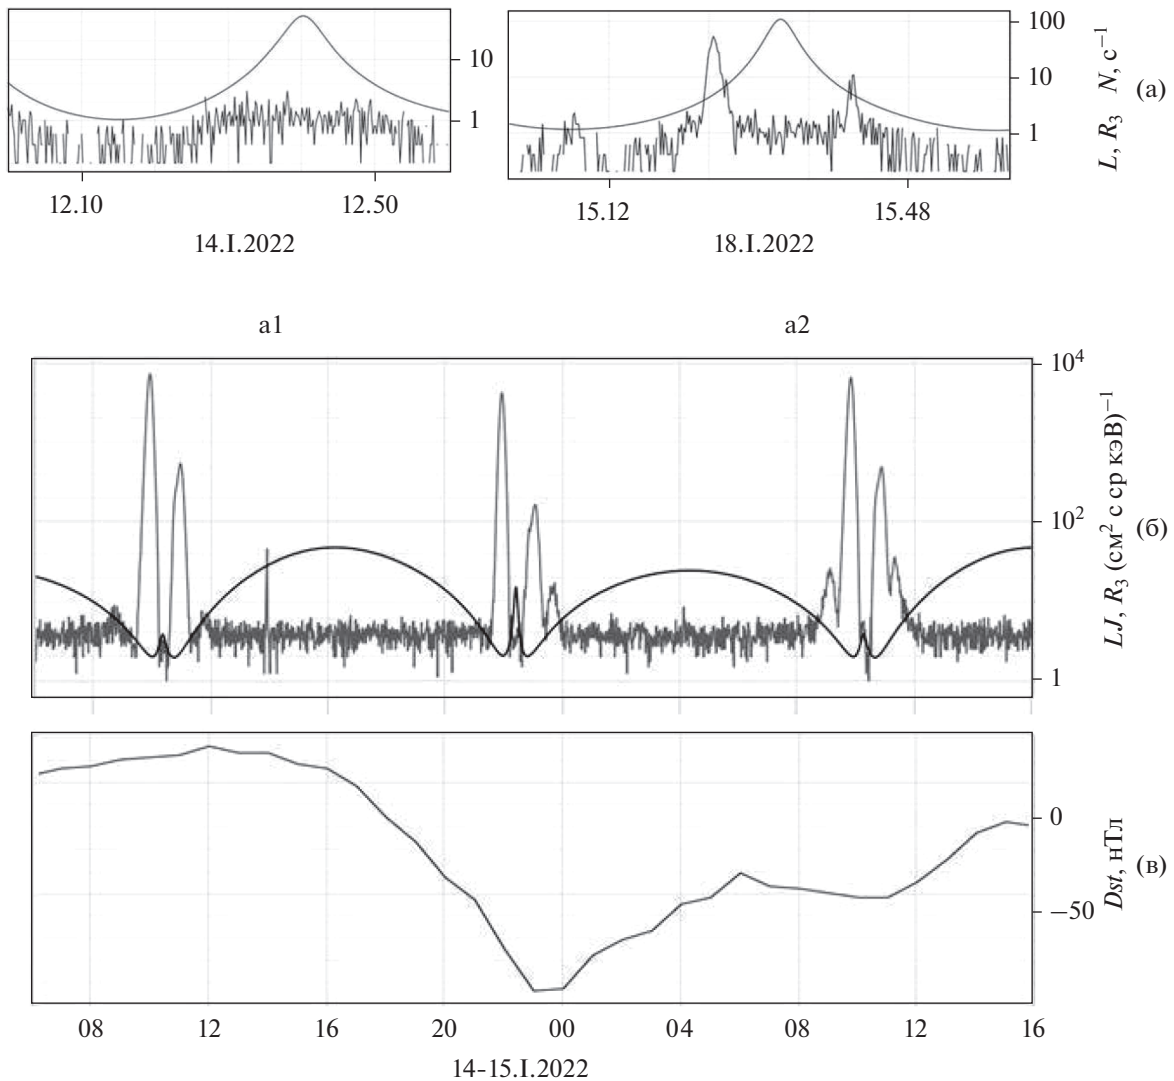 10
1
100
10
1
L, R₃ N, с⁻¹
(а)
12.10
12.50
15.12
15.48
14.I.2022
18.I.2022
а1
а2
10⁴
10²
1
LJ, R₃ (см² с ср кэВ)⁻¹
(б)
0
−50
Dst, нТл
(в)
08
12
16
20
00
04
08
12
16
14-15.I.2022